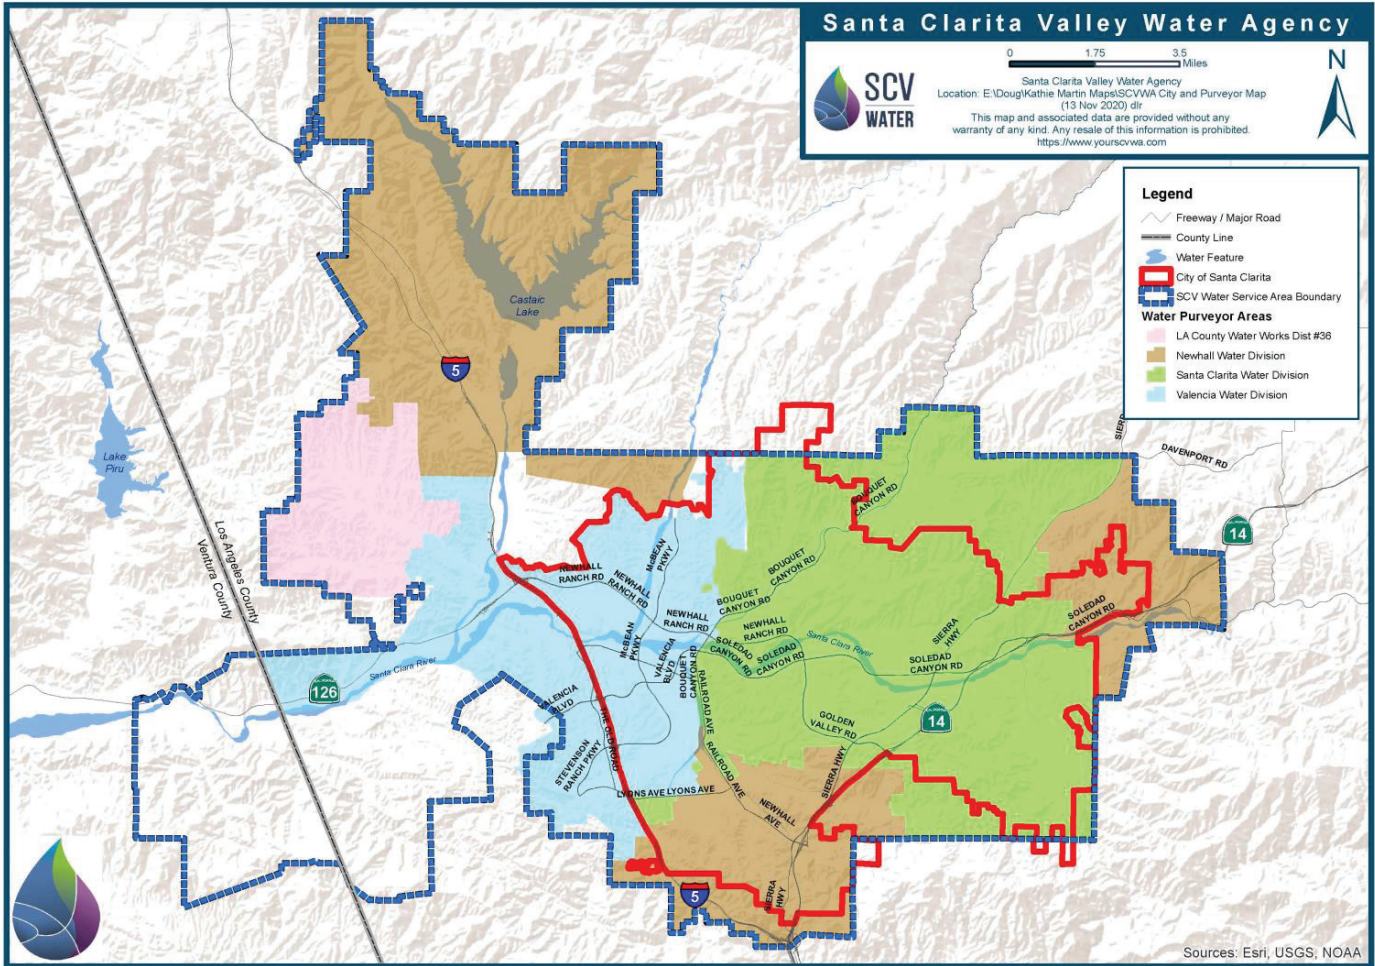 Santa Clarita Valley Water Agency
0 1.75 3.5
Miles
N
SCV
WATER
Santa Clarita Valley Water Agency
Location: E:\Doug\Kathie Martin Maps\SCVWA City and Purveyor Map
(13 Nov 2020) dlr
This map and associated data are provided without any
warranty of any kind. Any resale of this information is prohibited.
https://www.yourscvwa.com
Legend
Freeway / Major Road
County Line
Water Feature
City of Santa Clarita
SCV Water Service Area Boundary
Water Purveyor Areas
LA County Water Works Dist #36
Newhall Water Division
Santa Clarita Water Division
Valencia Water Division
Castaic
Lake
5
Lake
Piru
Los Angeles County
Ventura County
DAVENPORT RD
14
BOUQUET
CANYON RD
McBEAN
PKWY
BOUQUET
CANYON RD
NEWHALL
RANCH RD
NEWHALL
RANCH RD
BOUQUET
CANYON RD
NEWHALL
RANCH RD
NEWHALL
RANCH RD
SOLEDAD
CANYON RD
SIERRA
HWY
McBEAN
PKWY
VALENCIA
BLVD
BOUQUET
CANYON RD
SOLEDAD
CANYON RD
SOLEDAD
CANYON RD
Santa Clara River
SOLEDAD
CANYON RD
Santa Clara River
126
VALENCIA
BLVD
THE OLD ROAD
RAILROAD AVE
GOLDEN
VALLEY RD
14
STEVENSON
RANCH PKWY
RAILROAD AVE
SIERRA HWY
LYONS AVE LYONS AVE
NEWHALL
AVE
SIERRA
HWY
5
Sources: Esri, USGS, NOAA